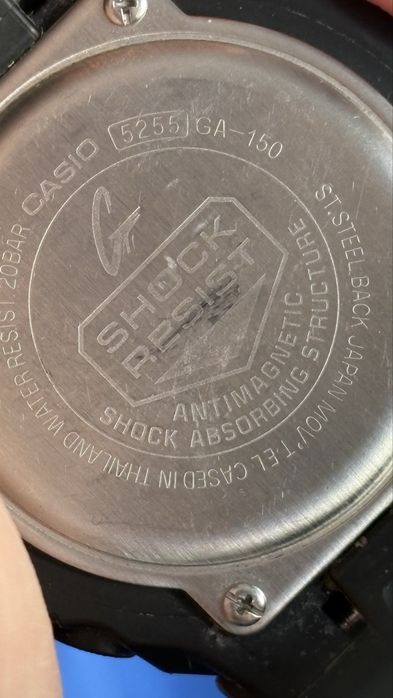 CASIO 5255 GA-150
ST.STEEL BACK JAPAN MOV'T EL CASED IN THAILAND WATER RESIST 20BAR
G
SHOCK
RESIST
ANTIMAGNETIC
SHOCK ABSORBING STRUCTURE